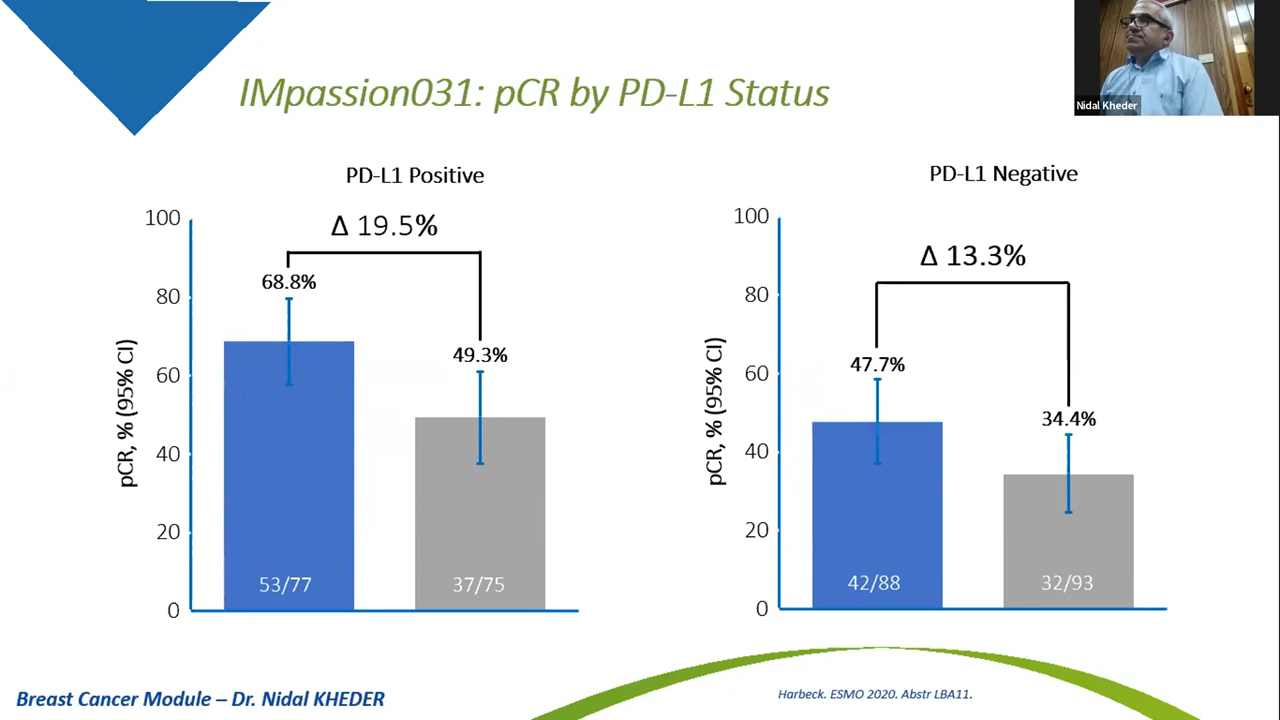 IMpassion031: pCR by PD-L1 Status
Nidal Kheder
PD-L1 Positive
Δ 19.5%
pCR, % (95% CI)
100
80
60
40
20
0
68.8%
49.3%
53/77
37/75
PD-L1 Negative
Δ 13.3%
pCR, % (95% CI)
100
80
60
40
20
0
47.7%
34.4%
42/88
32/93
Breast Cancer Module – Dr. Nidal KHEDER
Harbeck. ESMO 2020. Abstr LBA11.